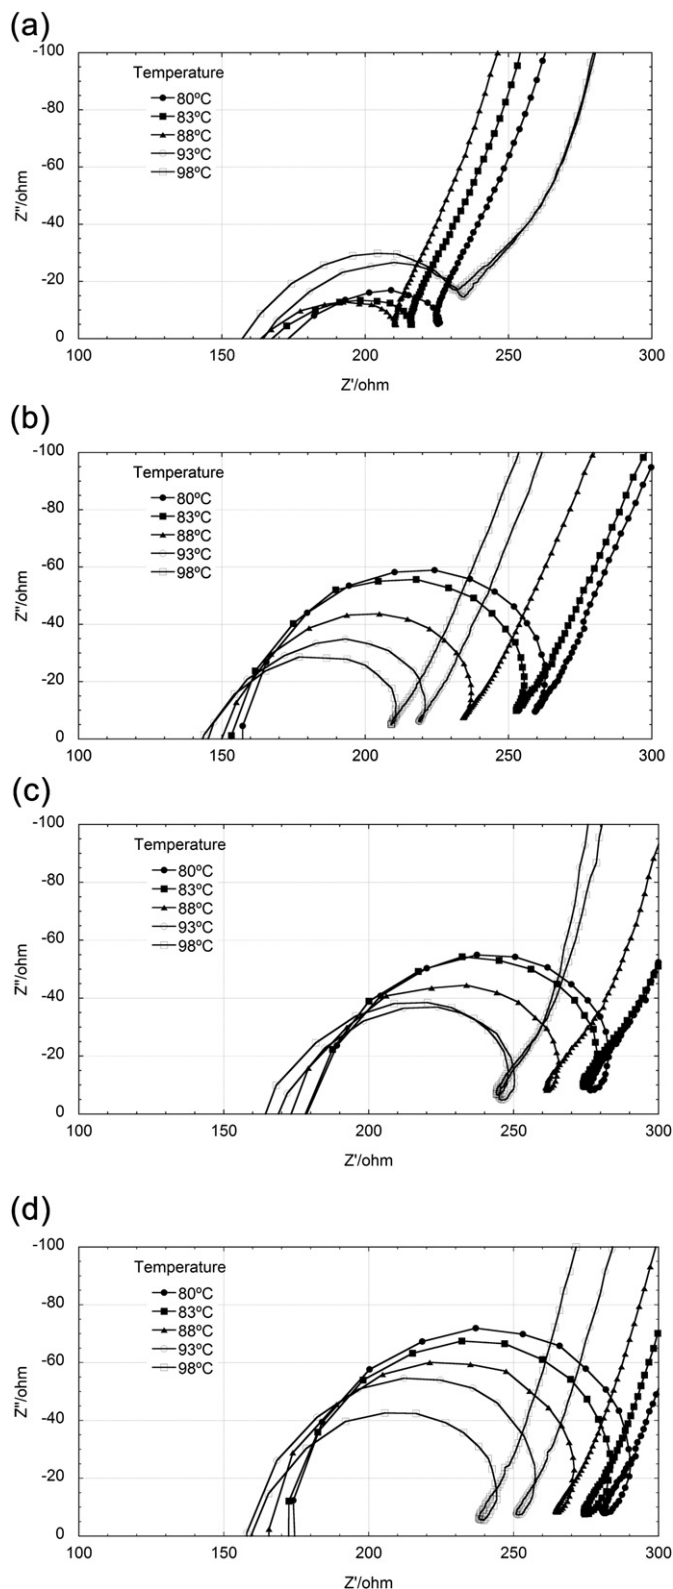 (a)
Temperature
80ºC
83ºC
88ºC
93ºC
98ºC
Z''/ohm
-100
-80
-60
-40
-20
0
100 150 200 250 300
Z'/ohm
(b)
Temperature
80ºC
83ºC
88ºC
93ºC
98ºC
Z''/ohm
-100
-80
-60
-40
-20
0
100 150 200 250 300
Z'/ohm
(c)
Temperature
80ºC
83ºC
88ºC
93ºC
98ºC
Z''/ohm
-100
-80
-60
-40
-20
0
100 150 200 250 300
Z'/ohm
(d)
Temperature
80ºC
83ºC
88ºC
93ºC
98ºC
Z''/ohm
-100
-80
-60
-40
-20
0
100 150 200 250 300
Z'/ohm